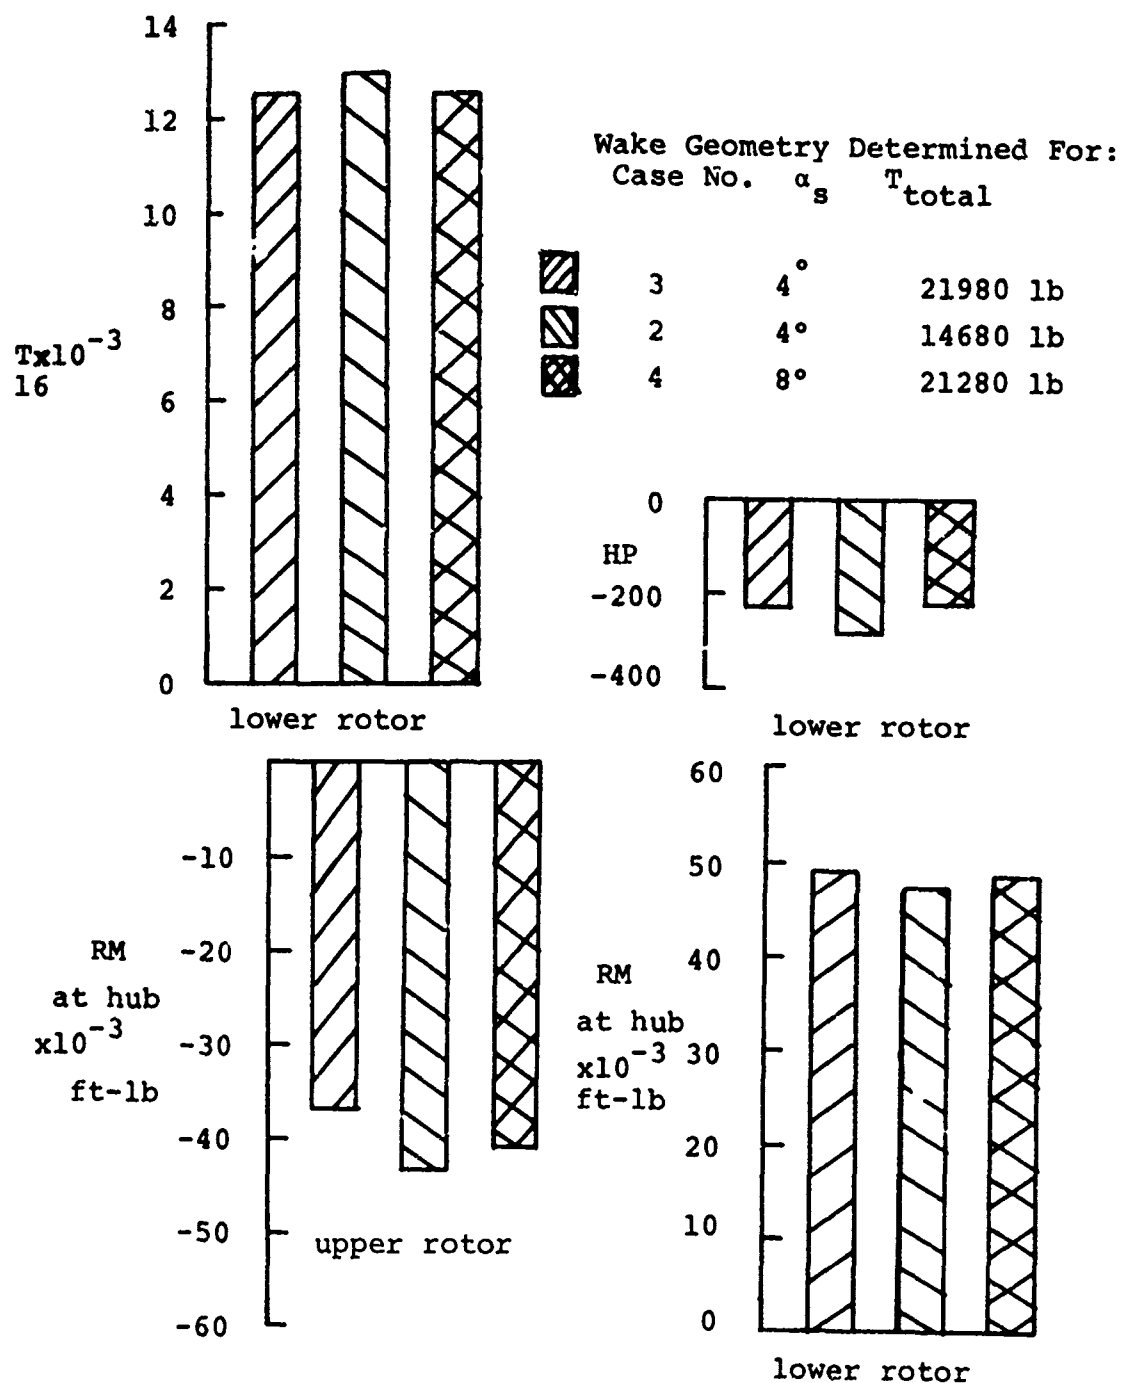 14
12
10
8
6
4
2
0
Tx10^-3
16
lower rotor
Wake Geometry Determined For:
Case No. α_s T_total
3 4° 21980 lb
2 4° 14680 lb
4 8° 21280 lb
0
HP
-200
-400
lower rotor
-10
-20
-30
-40
-50
-60
RM
at hub
x10^-3
ft-lb
upper rotor
60
50
40
30
20
10
0
RM
at hub
x10^-3
ft-lb
lower rotor